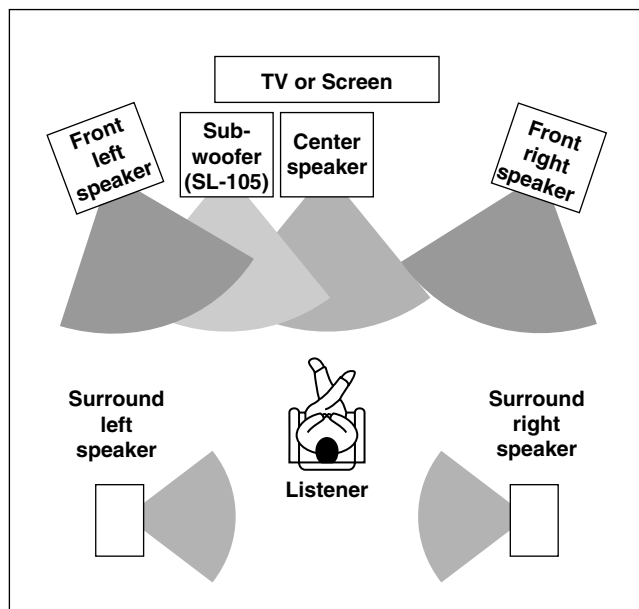 TV or Screen
Front
left
speaker
Sub-
woofer
(SL-105)
Center
speaker
Front
right
speaker
Surround
left
speaker
Listener
Surround
right
speaker